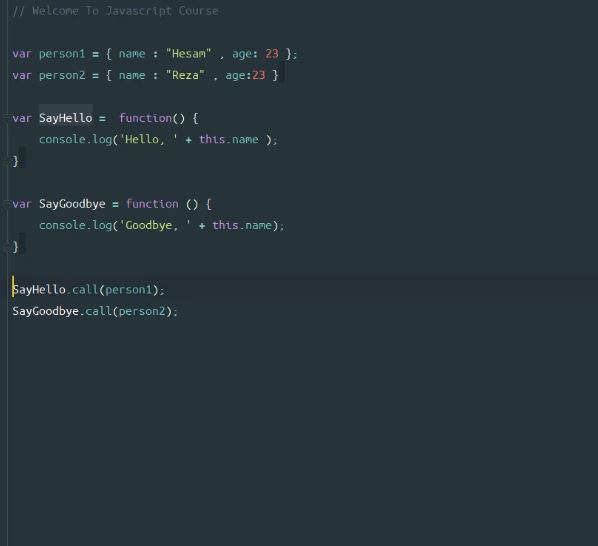 // Welcome To Javascript Course
var person1 = { name : "Hesam" , age: 23 };
var person2 = { name : "Reza" , age:23 }
var SayHello =  function() {
console.log('Hello, ' + this.name );
}
var SayGoodbye = function () {
console.log('Goodbye, ' + this.name);
}
SayHello.call(person1);
SayGoodbye.call(person2);